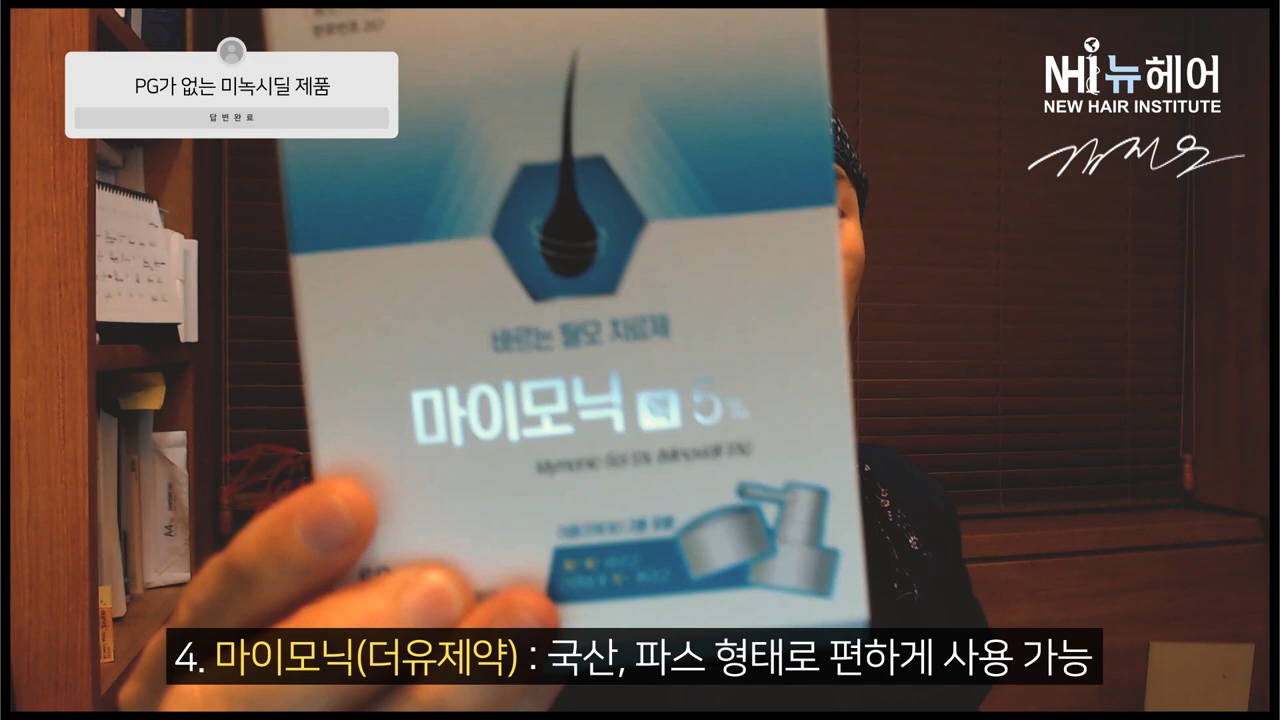 PG가 없는 미녹시딜 제품
답변완료
NHI 뉴헤어
NEW HAIR INSTITUTE
바르는 탈모 치료제
마이모닉 액 5%
A4
4. 마이모닉(더유제약) : 국산, 파스 형태로 편하게 사용 가능